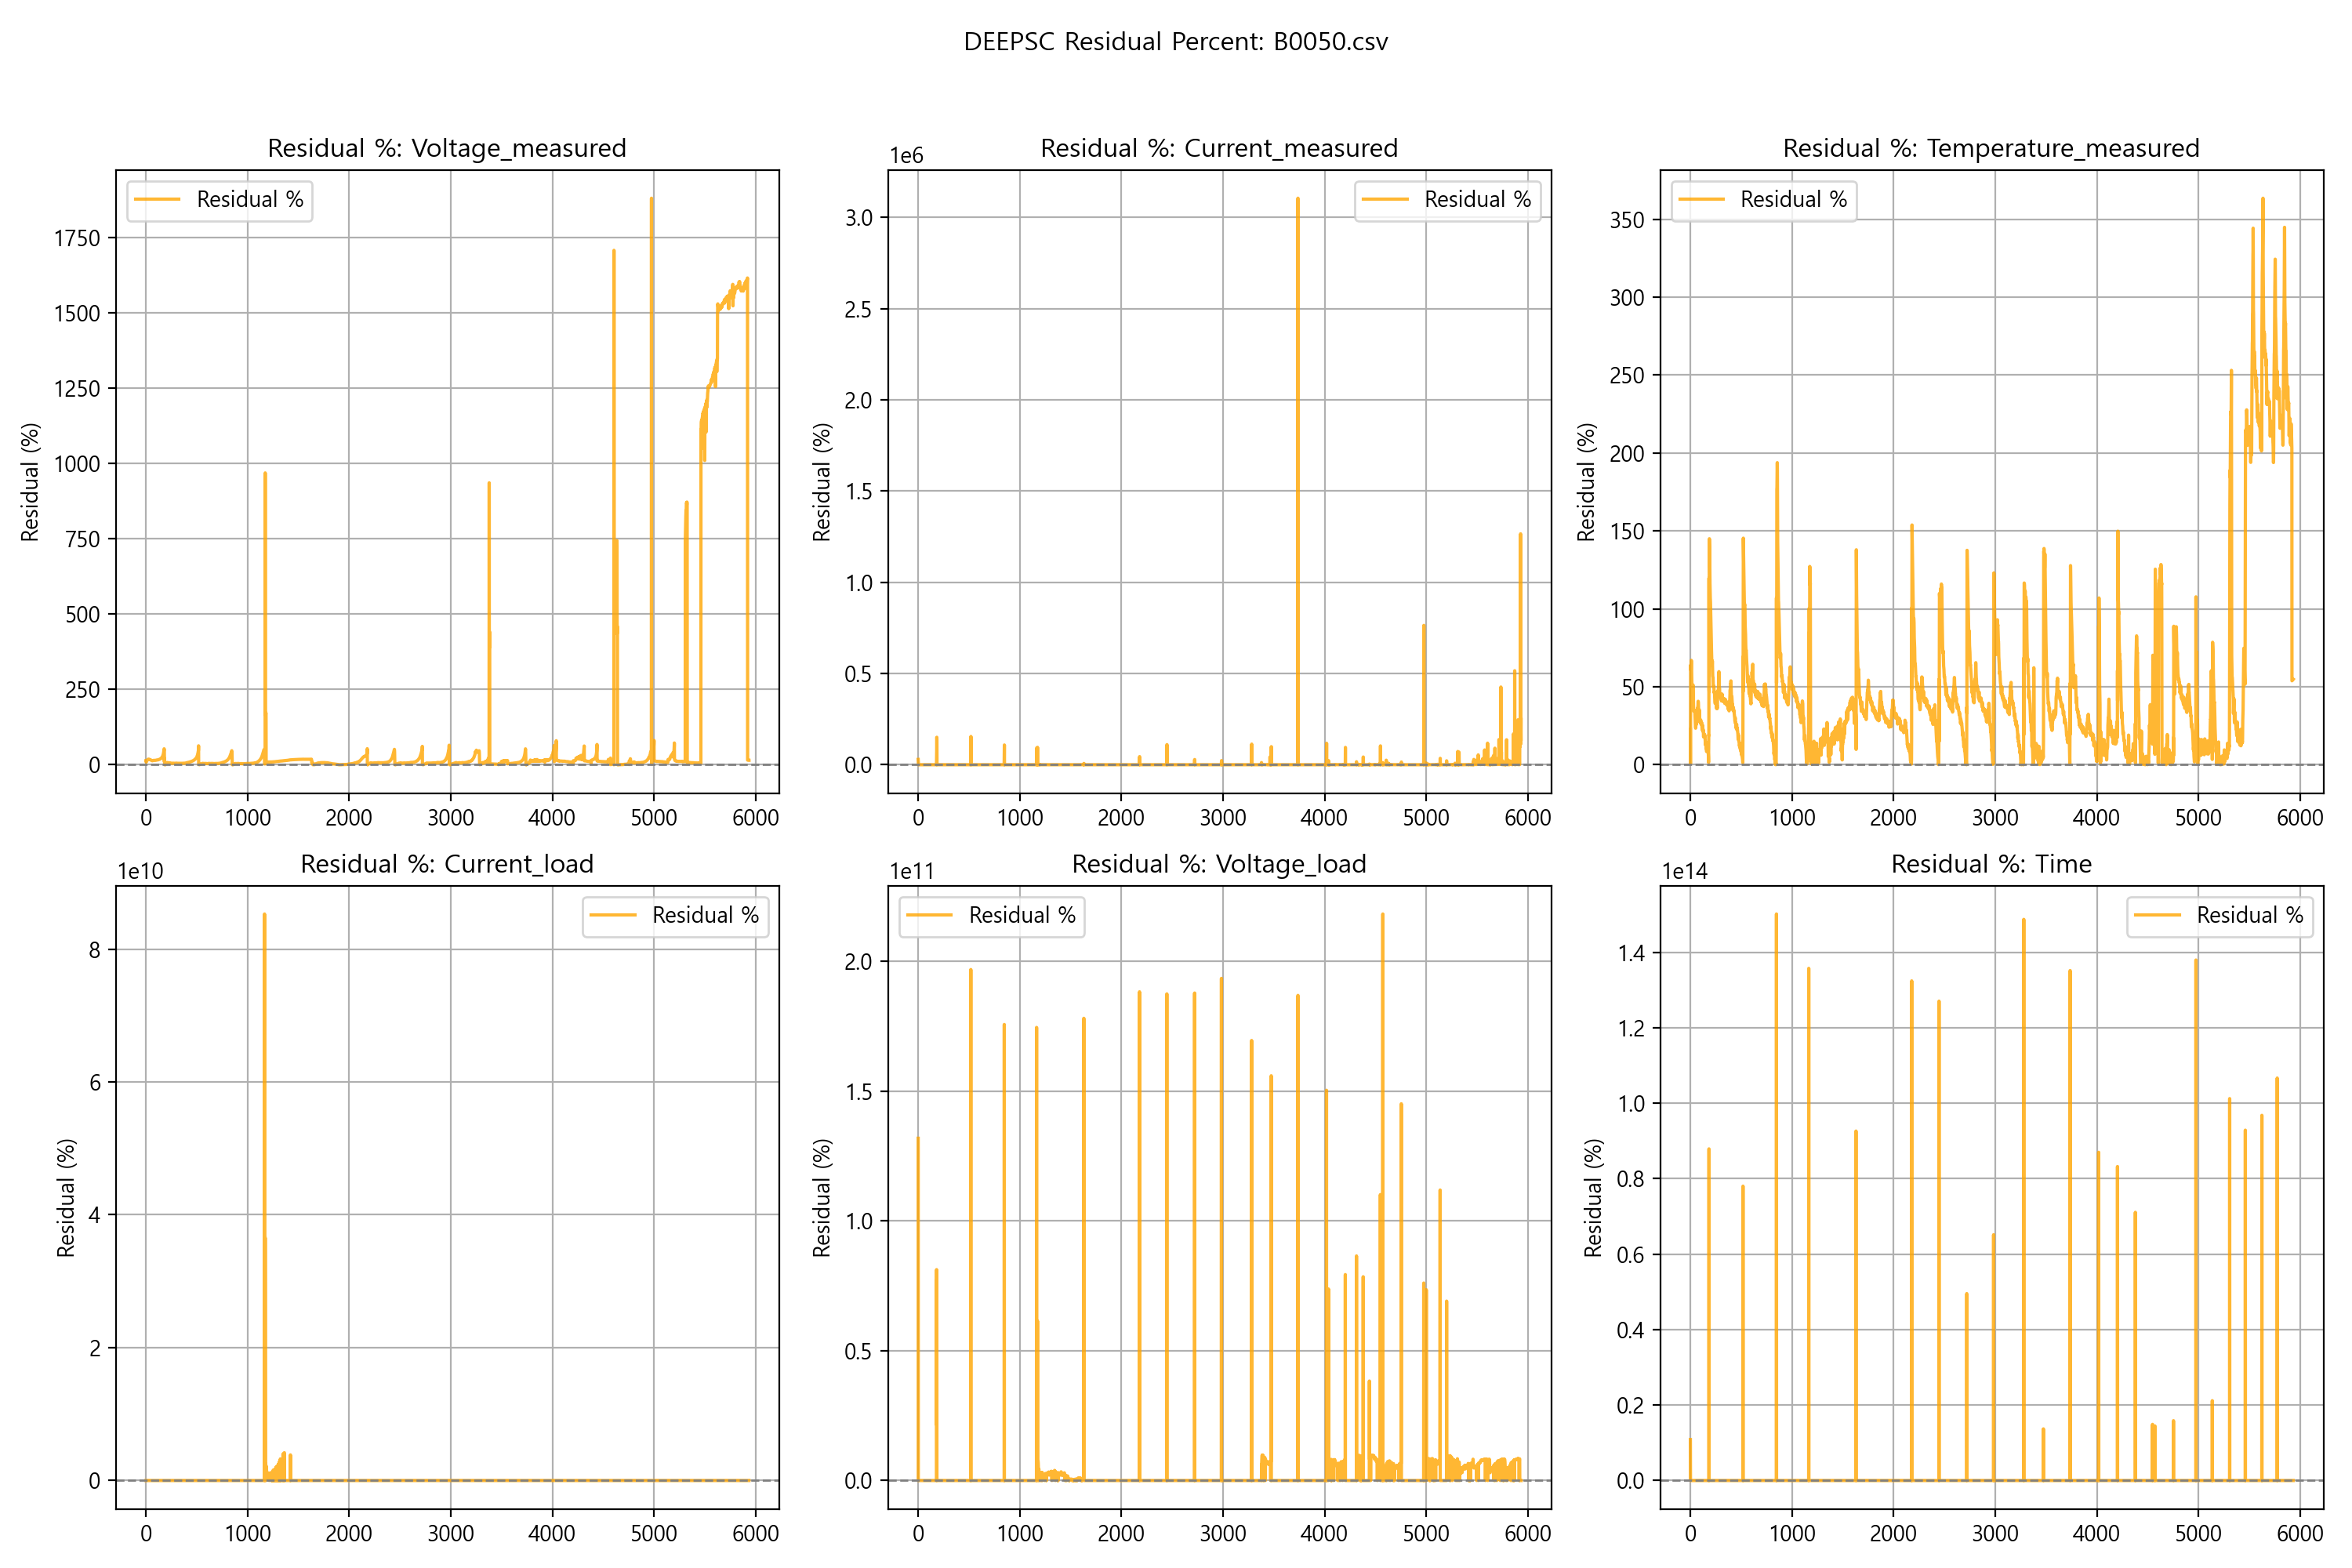 DEEPSC Residual Percent: B0050.csv
Residual %: Voltage_measured
Residual %
Residual (%)
1750
1500
1250
1000
750
500
250
0
0 1000 2000 3000 4000 5000 6000
Residual %: Current_measured
1e6
Residual %
Residual (%)
3.0
2.5
2.0
1.5
1.0
0.5
0.0
0 1000 2000 3000 4000 5000 6000
Residual %: Temperature_measured
Residual %
Residual (%)
350
300
250
200
150
100
50
0
0 1000 2000 3000 4000 5000 6000
Residual %: Current_load
1e10
Residual %
Residual (%)
8
6
4
2
0
0 1000 2000 3000 4000 5000 6000
Residual %: Voltage_load
1e11
Residual %
Residual (%)
2.0
1.5
1.0
0.5
0.0
0 1000 2000 3000 4000 5000 6000
Residual %: Time
1e14
Residual %
Residual (%)
1.4
1.2
1.0
0.8
0.6
0.4
0.2
0.0
0 1000 2000 3000 4000 5000 6000